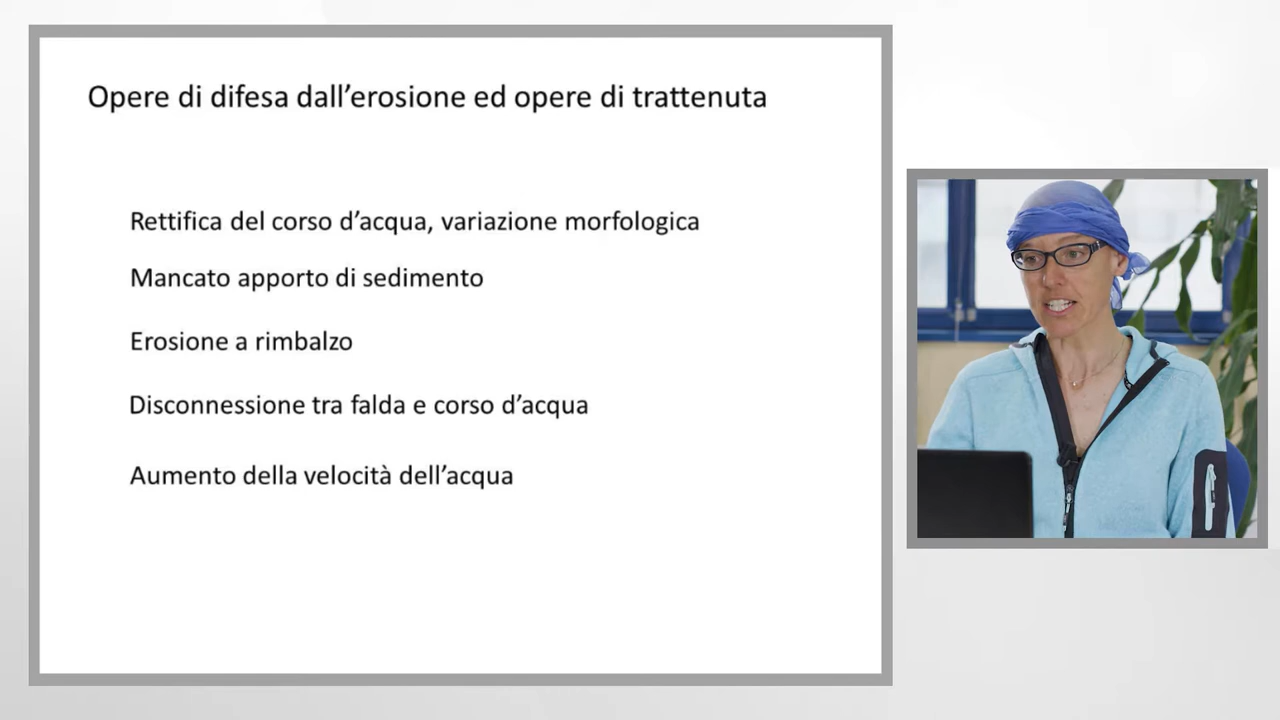 Opere di difesa dall’erosione ed opere di trattenuta
Rettifica del corso d’acqua, variazione morfologica
Mancato apporto di sedimento
Erosione a rimbalzo
Disconnessione tra falda e corso d’acqua
Aumento della velocità dell’acqua